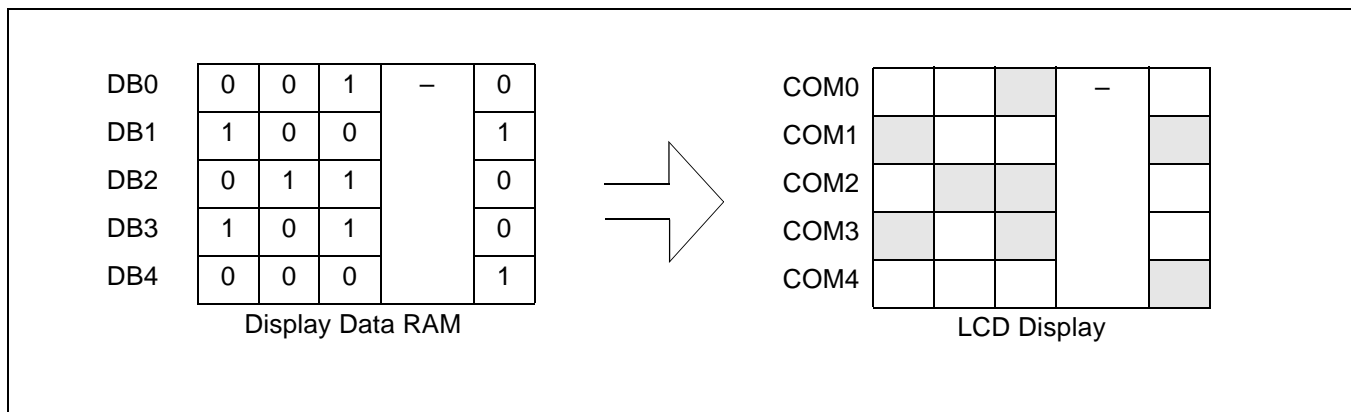 DB0 0 0 1 – 0
DB1 1 0 0 1
DB2 0 1 1 0
DB3 1 0 1 0
DB4 0 0 0 1
Display Data RAM
COM0 –
COM1
COM2
COM3
COM4
LCD Display